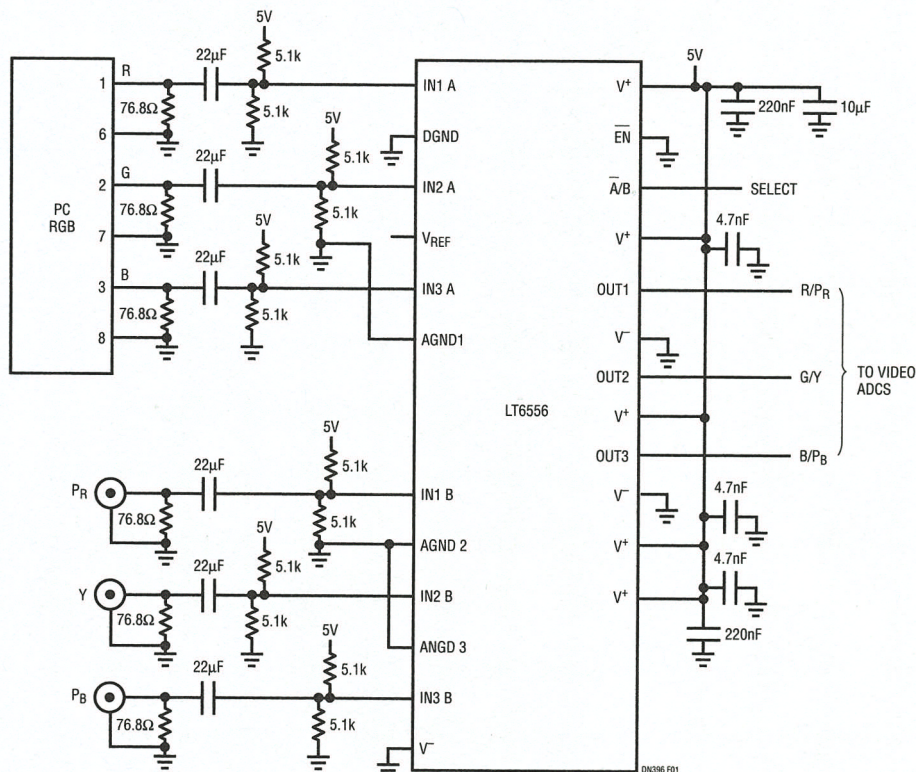 5V
22µF
5.1k
1
R
76.8Ω
5.1k
6
5V
22µF
5.1k
2
G
76.8Ω
5.1k
7
PC
RGB
5V
22µF
5.1k
3
B
76.8Ω
5.1k
8
IN1 A
DGND
IN2 A
VREF
IN3 A
AGND1
LT6556
IN1 B
AGND 2
IN2 B
ANGD 3
IN3 B
V–
V+
EN
A/B
V+
OUT1
V–
OUT2
V+
OUT3
V–
V+
V+
5V
220nF
10µF
SELECT
4.7nF
R/PR
G/Y
TO VIDEO
ADCS
B/PB
4.7nF
4.7nF
220nF
5V
22µF
5.1k
PR
76.8Ω
5.1k
5V
22µF
5.1k
Y
76.8Ω
5.1k
5V
22µF
5.1k
PB
76.8Ω
5.1k
DN396 F01